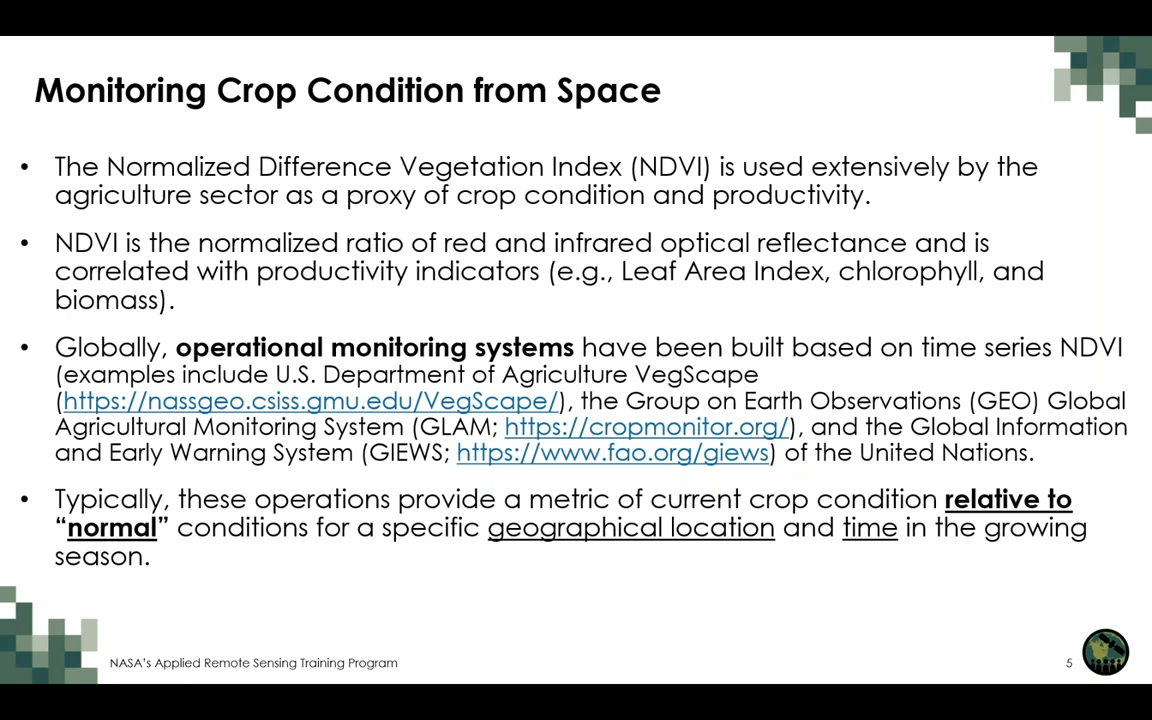 Monitoring Crop Condition from Space
• The Normalized Difference Vegetation Index (NDVI) is used extensively by the
agriculture sector as a proxy of crop condition and productivity.
• NDVI is the normalized ratio of red and infrared optical reflectance and is
correlated with productivity indicators (e.g., Leaf Area Index, chlorophyll, and
biomass).
• Globally, operational monitoring systems have been built based on time series NDVI
(examples include U.S. Department of Agriculture VegScape
(https://nassgeo.csiss.gmu.edu/VegScape/), the Group on Earth Observations (GEO) Global
Agricultural Monitoring System (GLAM; https://cropmonitor.org/), and the Global Information
and Early Warning System (GIEWS; https://www.fao.org/giews) of the United Nations.
• Typically, these operations provide a metric of current crop condition relative to
“normal” conditions for a specific geographical location and time in the growing
season.
NASA’s Applied Remote Sensing Training Program
5